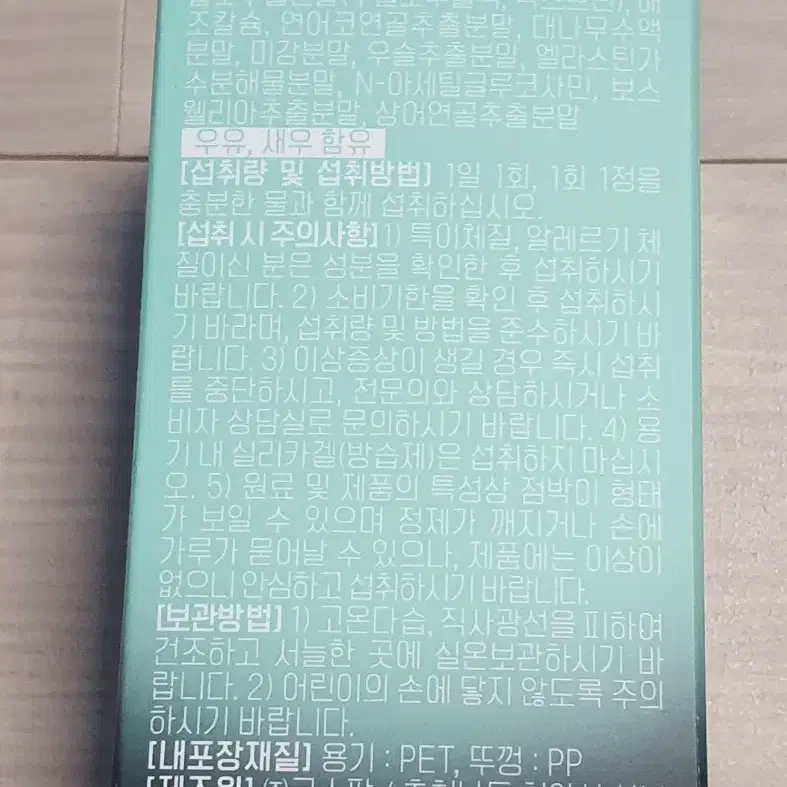 조칼슘, 연어코연골추출분말, 대나무수액
분말, 미강분말, 우슬추출분말, 엘라스틴가
수분해물분말, N-아세틸글루코사민, 보스
웰리아추출분말, 상어연골추출분말
우유, 새우 함유
[섭취량 및 섭취방법] 1일 1회, 1회 1정을
충분한 물과 함께 섭취하십시오.
[섭취 시 주의사항] 1) 특이체질, 알레르기 체
질이신 분은 성분을 확인한 후 섭취하시기
바랍니다. 2) 소비기한을 확인 후 섭취하시
기 바라며, 섭취량 및 방법을 준수하시기 바
랍니다. 3) 이상증상이 생길 경우 즉시 섭취
를 중단하시고, 전문의와 상담하시거나 소
비자 상담실로 문의하시기 바랍니다. 4) 용
기 내 실리카겔(방습제)은 섭취하지 마십시
오. 5) 원료 및 제품의 특성상 점박이 형태
가 보일 수 있으며 정제가 깨지거나 손에
가루가 묻어날 수 있으나, 제품에는 이상이
없으니 안심하고 섭취하시기 바랍니다.
[보관방법] 1) 고온다습, 직사광선을 피하여
건조하고 서늘한 곳에 실온보관하시기 바
랍니다. 2) 어린이의 손에 닿지 않도록 주의
하시기 바랍니다.
[내포장재질] 용기 : PET, 뚜껑 : PP